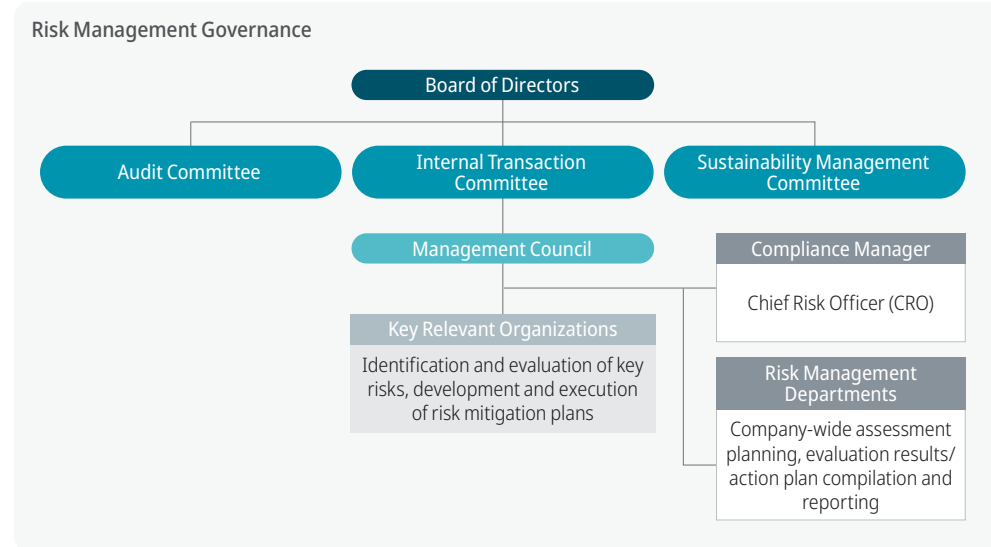 Risk Management Governance
Board of Directors
Audit Committee
Internal Transaction
Committee
Sustainability Management
Committee
Management Council
Compliance Manager
Chief Risk Officer (CRO)
Key Relevant Organizations
Identification and evaluation of key
risks, development and execution
of risk mitigation plans
Risk Management
Departments
Company-wide assessment
planning, evaluation results/
action plan compilation and
reporting